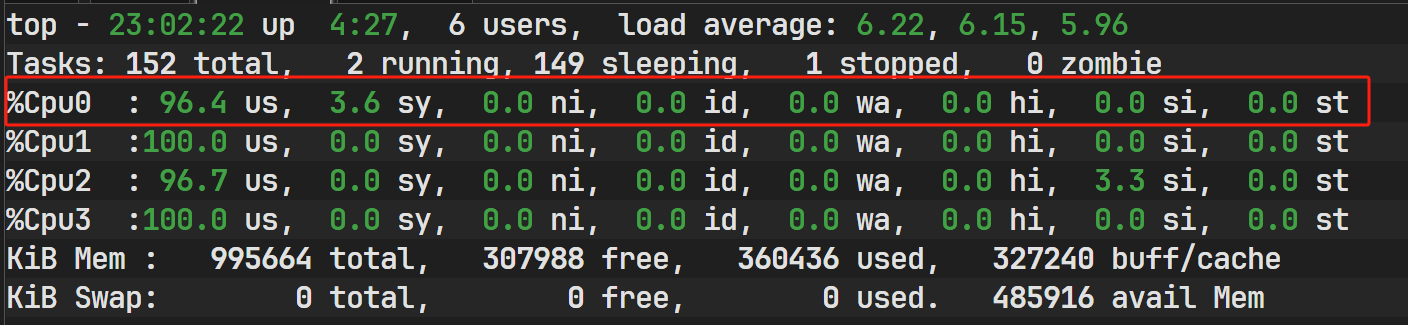 top - 23:02:22 up  4:27,  6 users,  load average: 6.22, 6.15, 5.96
Tasks: 152 total,   2 running, 149 sleeping,   1 stopped,   0 zombie
%Cpu0  : 96.4 us,  3.6 sy,  0.0 ni,  0.0 id,  0.0 wa,  0.0 hi,  0.0 si,  0.0 st
%Cpu1  :100.0 us,  0.0 sy,  0.0 ni,  0.0 id,  0.0 wa,  0.0 hi,  0.0 si,  0.0 st
%Cpu2  : 96.7 us,  0.0 sy,  0.0 ni,  0.0 id,  0.0 wa,  0.0 hi,  3.3 si,  0.0 st
%Cpu3  :100.0 us,  0.0 sy,  0.0 ni,  0.0 id,  0.0 wa,  0.0 hi,  0.0 si,  0.0 st
KiB Mem :   995664 total,   307988 free,   360436 used,   327240 buff/cache
KiB Swap:        0 total,        0 free,        0 used.   485916 avail Mem